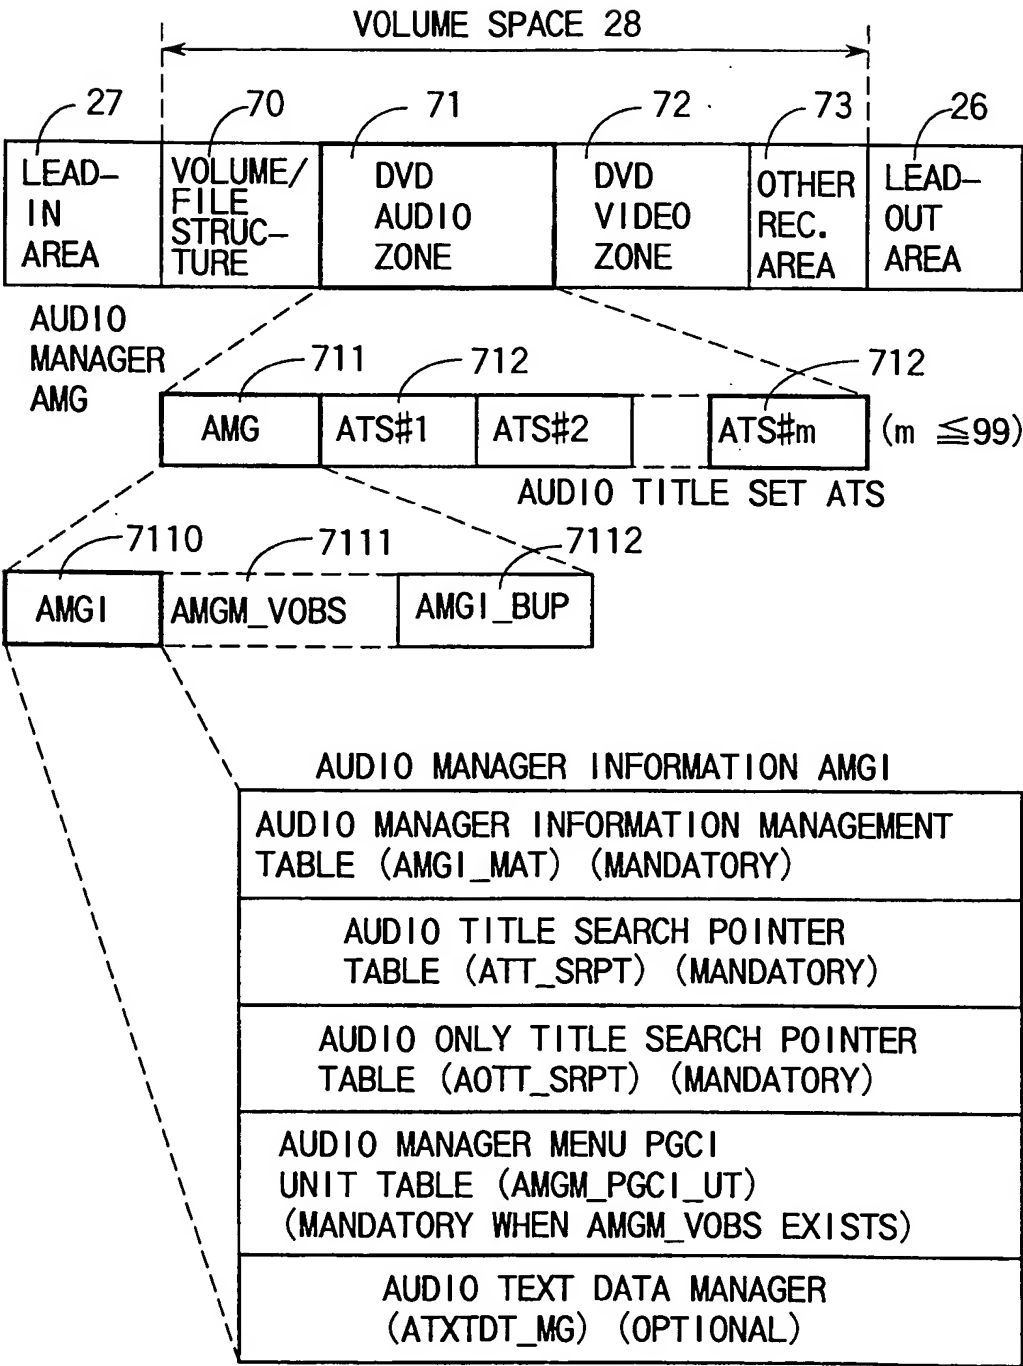 VOLUME SPACE 28
27 70 71 72 73 26
LEAD-
IN
AREA
VOLUME/
FILE
STRUC-
TURE
DVD
AUDIO
ZONE
DVD
VIDEO
ZONE
OTHER
REC.
AREA
LEAD-
OUT
AREA
AUDIO
MANAGER
AMG
711 712 712
AMG ATS#1 ATS#2 ATS#m (m ≦99)
AUDIO TITLE SET ATS
7110 7111 7112
AMGI AMGM_VOBS AMGI_BUP
AUDIO MANAGER INFORMATION AMGI
AUDIO MANAGER INFORMATION MANAGEMENT
TABLE (AMGI_MAT) (MANDATORY)
AUDIO TITLE SEARCH POINTER
TABLE (ATT_SRPT) (MANDATORY)
AUDIO ONLY TITLE SEARCH POINTER
TABLE (AOTT_SRPT) (MANDATORY)
AUDIO MANAGER MENU PGCI
UNIT TABLE (AMGM_PGCI_UT)
(MANDATORY WHEN AMGM_VOBS EXISTS)
AUDIO TEXT DATA MANAGER
(ATXTDT_MG) (OPTIONAL)